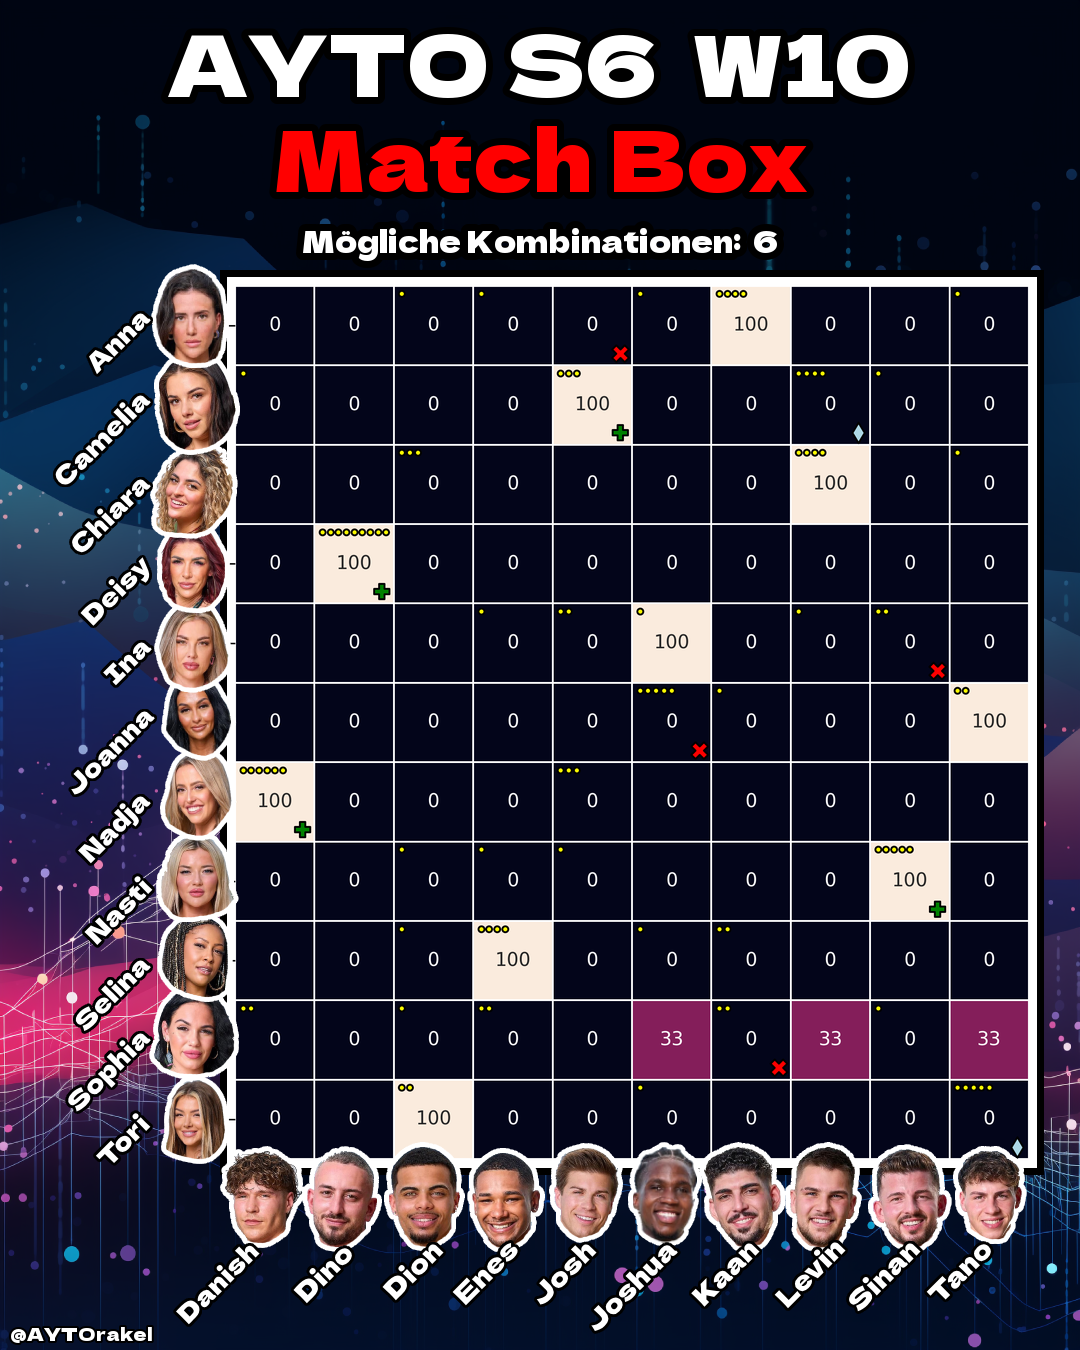 AYTO S6 W10
Match Box
Mögliche Kombinationen: 6
Anna 0 0 0 0 0 0 100 0 0 0
Camelia 0 0 0 0 100 0 0 0 0 0
Chiara 0 0 0 0 0 0 0 100 0 0
Deisy 0 100 0 0 0 0 0 0 0 0
Ina 0 0 0 0 0 100 0 0 0 0
Joanna 0 0 0 0 0 0 0 0 0 100
Nadja 100 0 0 0 0 0 0 0 0 0
Nasti 0 0 0 0 0 0 0 0 100 0
Selina 0 0 0 100 0 0 0 0 0 0
Sophia 0 0 0 0 0 33 0 33 0 33
Tori 0 0 100 0 0 0 0 0 0 0
Danish Dino Dion Enes Josh Joshua Kaan Levin Sinan Tano
@AYTOrakel